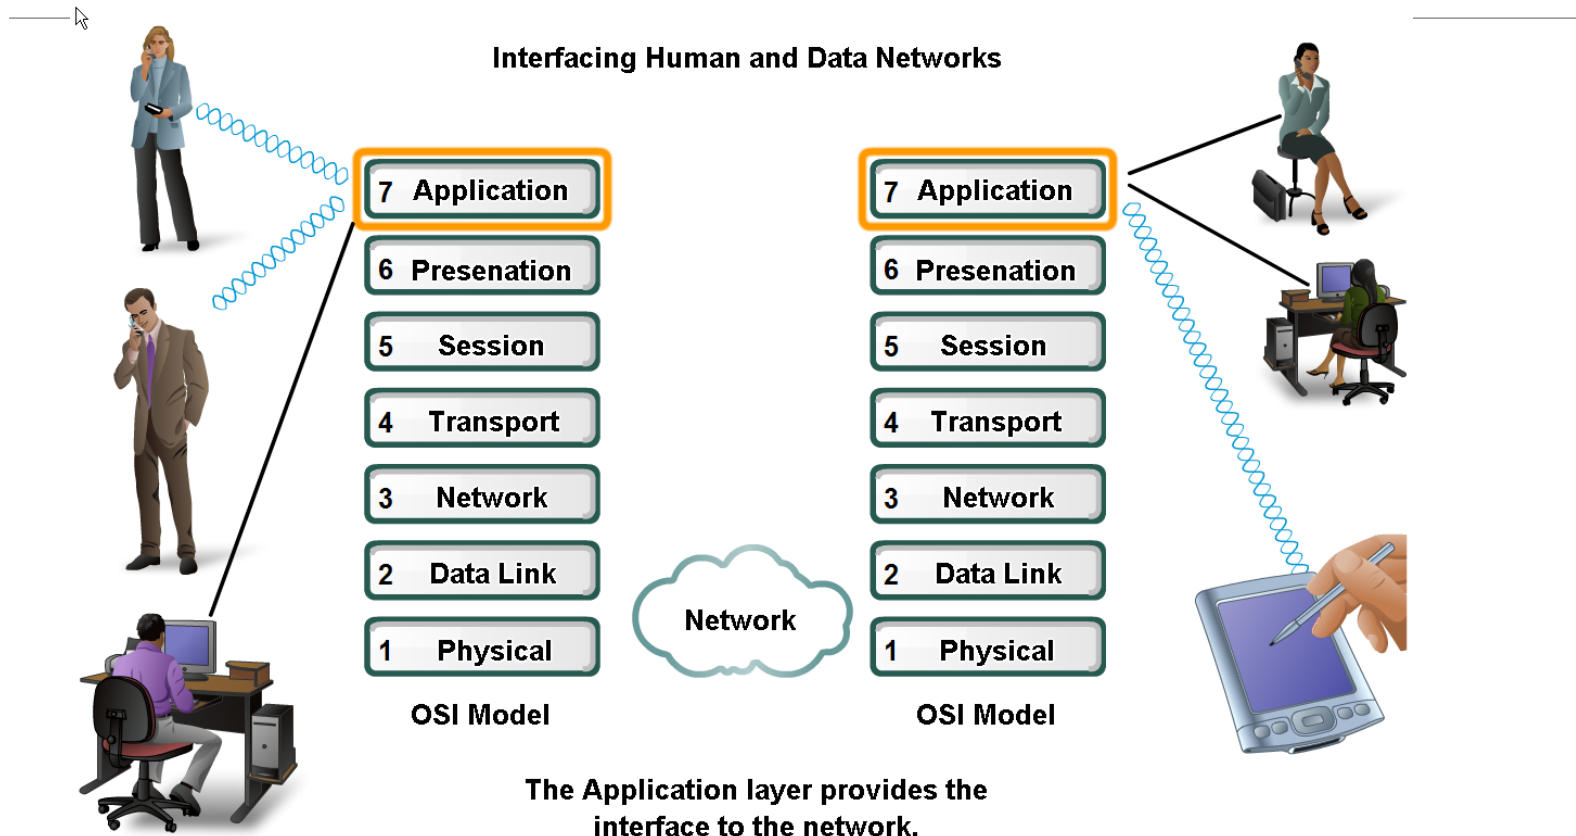 Interfacing Human and Data Networks
7 Application
6 Presenation
5 Session
4 Transport
3 Network
2 Data Link
1 Physical
OSI Model
Network
7 Application
6 Presenation
5 Session
4 Transport
3 Network
2 Data Link
1 Physical
OSI Model
The Application layer provides the
interface to the network.